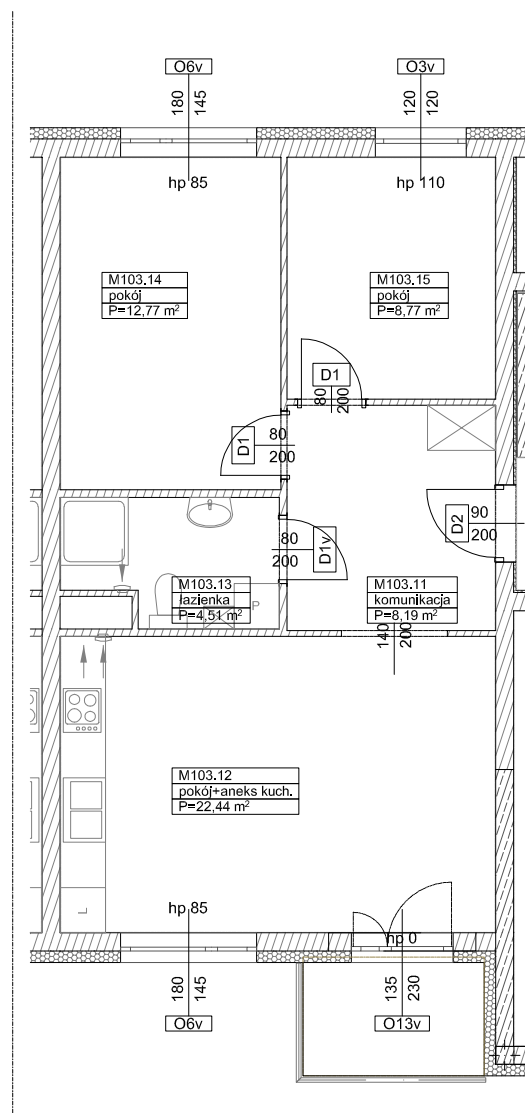 O6v
180
145
O3v
120
120
hp 85
hp 110
M103.14
pokój
P=12,77 m²
M103.15
pokój
P=8,77 m²
D1
80
200
D1
80
200
D2
90
200
80
200
D1v
M103.13
łazienka
P=4,51 m²
P
M103.11
komunikacja
P=8,19 m²
140
200
M103.12
pokój+aneks kuch.
P=22,44 m²
L
hp 85
hp 0
180
145
O6v
135
230
O13v